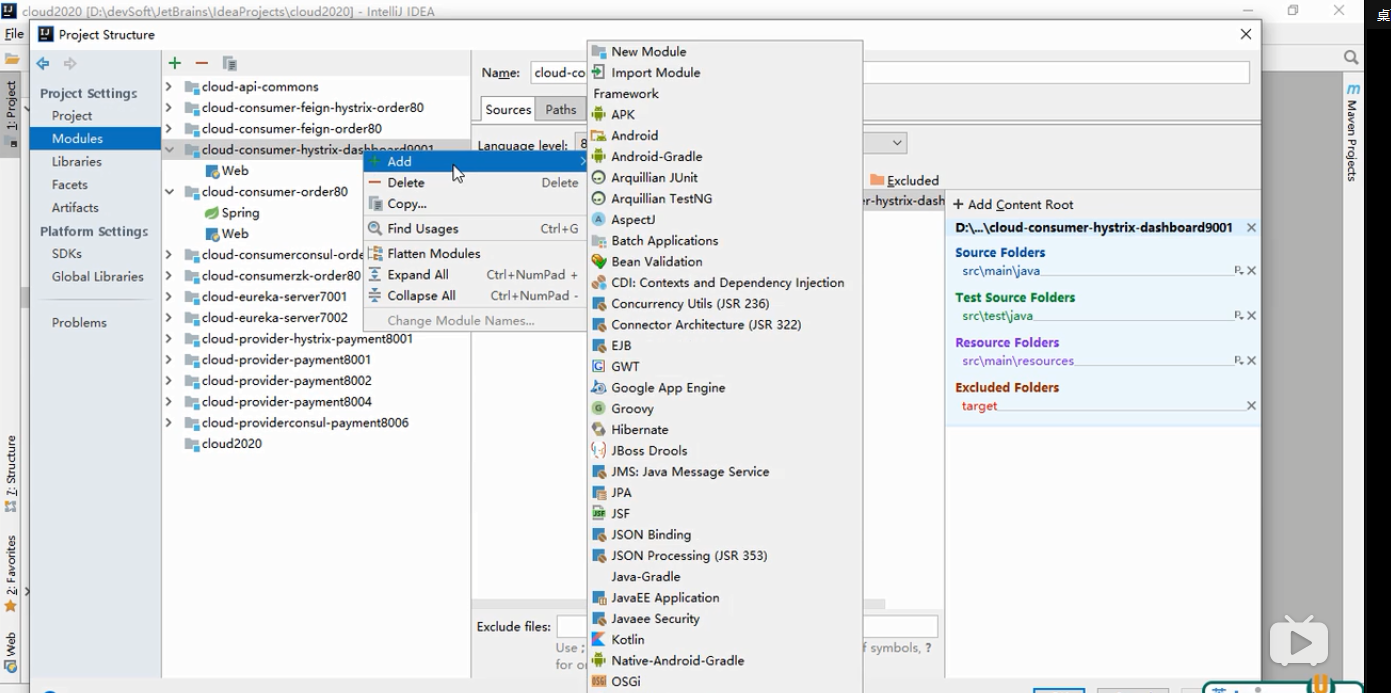 cloud2020 [D:\devSoft\JetBrains\IdeaProjects\cloud2020] - IntelliJ IDEA
File
Project Structure
1: Project
7: Structure
2: Favorites
Web
Project Settings
Project
Modules
Libraries
Facets
Artifacts
Platform Settings
SDKs
Global Libraries
Problems
cloud-api-commons
cloud-consumer-feign-hystrix-order80
cloud-consumer-feign-order80
cloud-consumer-hystrix-dashboard9001
Web
cloud-consumer-order80
Spring
Web
cloud-consumerconsul-orde
cloud-consumerzk-order80
cloud-eureka-server7001
cloud-eureka-server7002
cloud-provider-hystrix-payment8001
cloud-provider-payment8001
cloud-provider-payment8002
cloud-provider-payment8004
cloud-providerconsul-payment8006
cloud2020
Add
Delete Delete
Copy...
Find Usages Ctrl+G
Flatten Modules
Expand All Ctrl+NumPad +
Collapse All Ctrl+NumPad -
Change Module Names...
Name: cloud-co
Sources Paths
Language level: 8
New Module
Import Module
Framework
APK
Android
Android-Gradle
Arquillian JUnit
Arquillian TestNG
AspectJ
Batch Applications
Bean Validation
CDI: Contexts and Dependency Injection
Concurrency Utils (JSR 236)
Connector Architecture (JSR 322)
EJB
GWT
Google App Engine
Groovy
Hibernate
JBoss Drools
JMS: Java Message Service
JPA
JSF
JSON Binding
JSON Processing (JSR 353)
Java-Gradle
JavaEE Application
Javaee Security
Kotlin
Native-Android-Gradle
OSGi
Excluded
er-hystrix-dash
+ Add Content Root
D:\...\cloud-consumer-hystrix-dashboard9001
Source Folders
src\main\java
Test Source Folders
src\test\java
Resource Folders
src\main\resources
Excluded Folders
target
Exclude files:
Use ; f symbols, ?
for o
Maven Projects
英